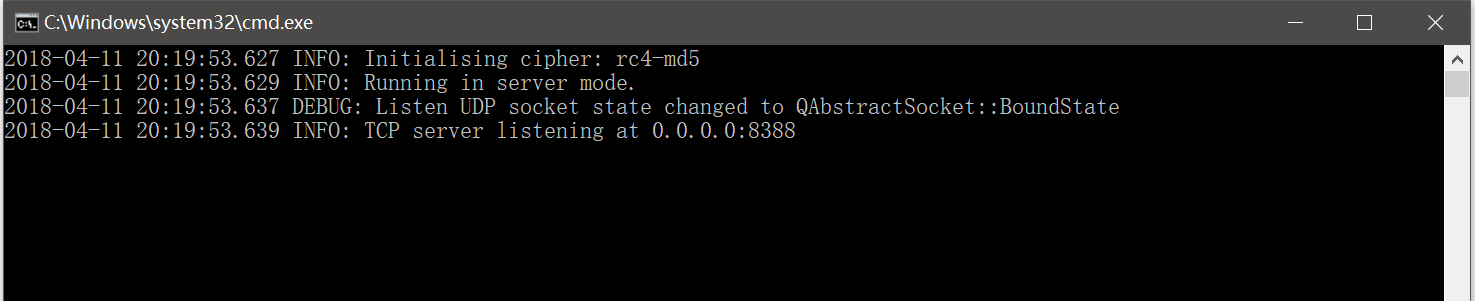 C:\Windows\system32\cmd.exe
2018-04-11 20:19:53.627 INFO: Initialising cipher: rc4-md5
2018-04-11 20:19:53.629 INFO: Running in server mode.
2018-04-11 20:19:53.637 DEBUG: Listen UDP socket state changed to QAbstractSocket::BoundState
2018-04-11 20:19:53.639 INFO: TCP server listening at 0.0.0.0:8388